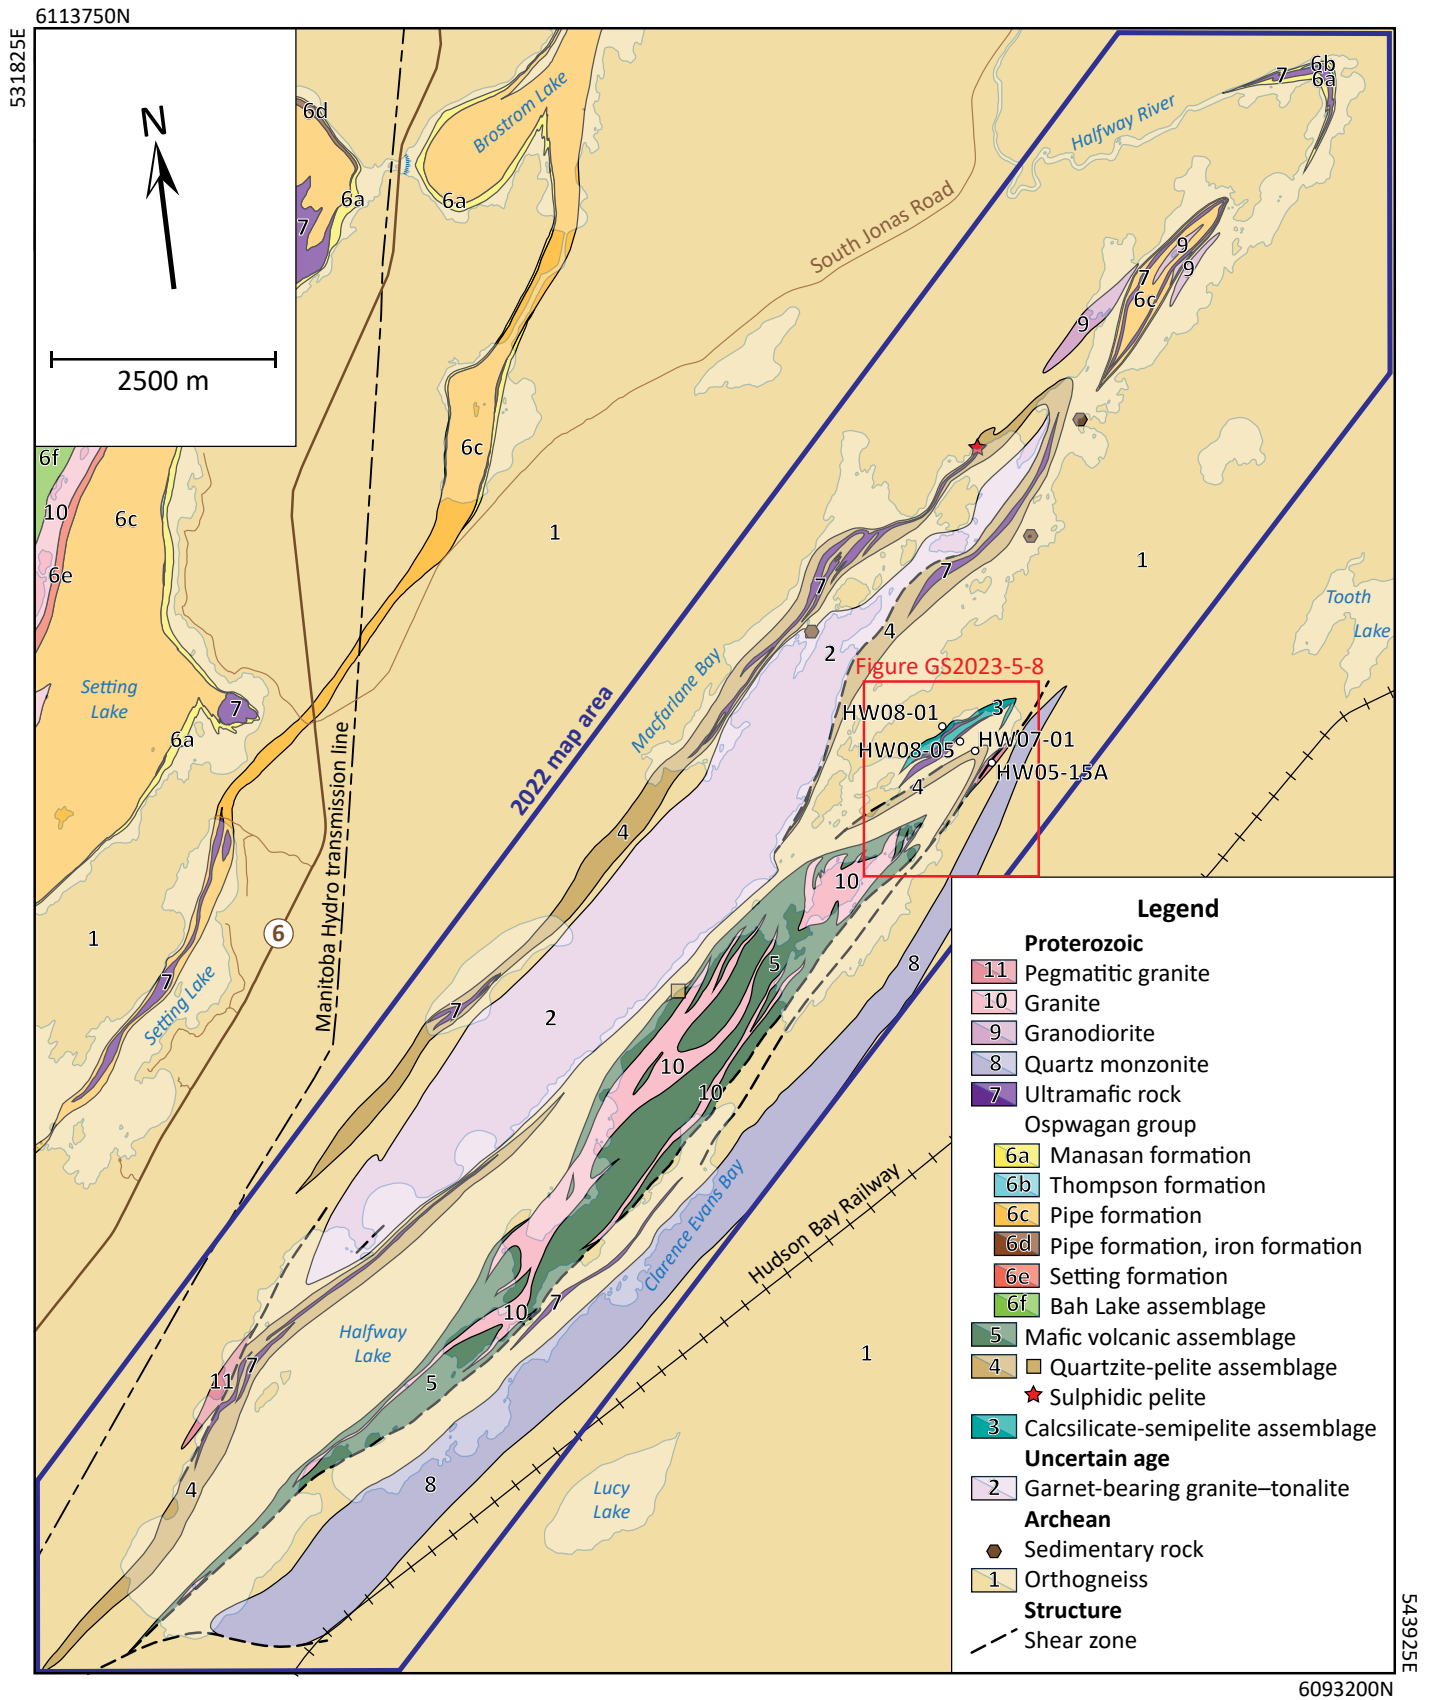 6113750N
531825E
N
2500 m
6d
Brostrom Lake
6a
6a
7
Halfway River
7
6b
6a
South Jonas Road
9
9
7
6c
9
6f
10
6c
6e
6c
1
1
7
7
4
2
Tooth
Lake
Setting
Lake
7
6a
Macfarlane Bay
2022 map area
Manitoba Hydro transmission line
Figure GS2023-5-8
3
HW08-01
HW08-05
HW07-01
HW05-15A
4
4
10
1
6
7
Setting Lake
7
2
5
8
10
10
Clarence Evans Bay
Hudson Bay Railway
10
7
Halfway
Lake
7
11
5
1
4
8
Lucy
Lake
Legend
Proterozoic
11 Pegmatitic granite
10 Granite
9 Granodiorite
8 Quartz monzonite
7 Ultramafic rock
Ospwagan group
6a Manasan formation
6b Thompson formation
6c Pipe formation
6d Pipe formation, iron formation
6e Setting formation
6f Bah Lake assemblage
5 Mafic volcanic assemblage
4 Quartzite-pelite assemblage
Sulphidic pelite
3 Calcsilicate-semipelite assemblage
Uncertain age
2 Garnet-bearing granite–tonalite
Archean
Sedimentary rock
1 Orthogneiss
Structure
Shear zone
543925E
6093200N